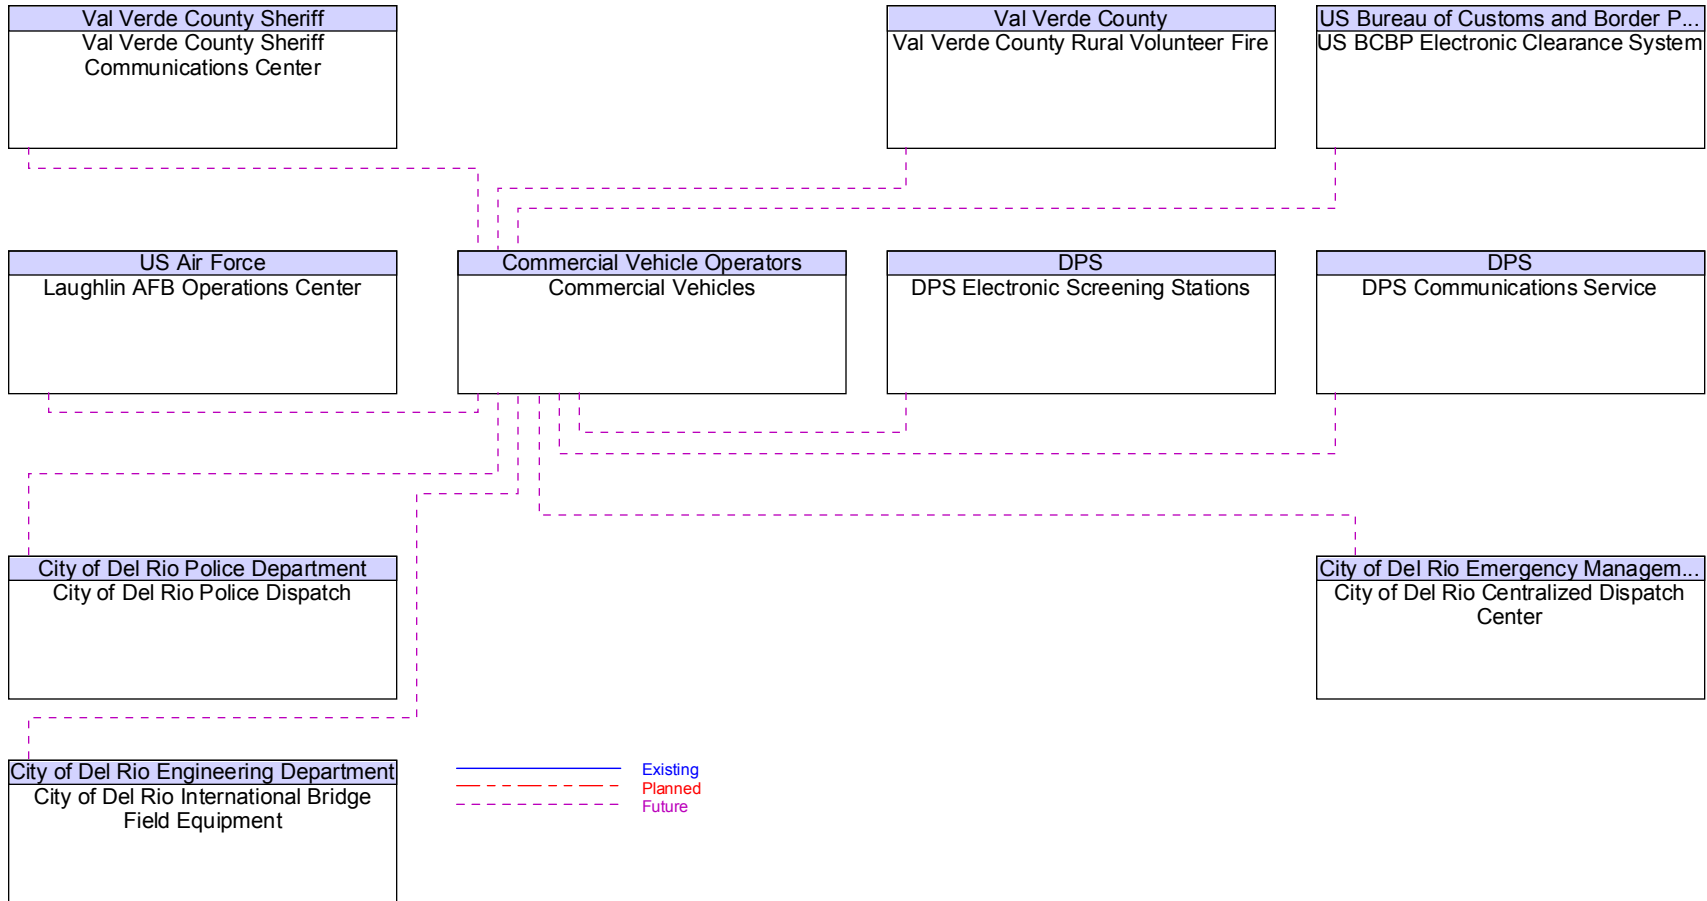 Val Verde County Sheriff
Val Verde County Sheriff
Communications Center
Val Verde County
Val Verde County Rural Volunteer Fire
US Bureau of Customs and Border P...
US BCBP Electronic Clearance System
US Air Force
Laughlin AFB Operations Center
Commercial Vehicle Operators
Commercial Vehicles
DPS
DPS Electronic Screening Stations
DPS
DPS Communications Service
City of Del Rio Police Department
City of Del Rio Police Dispatch
City of Del Rio Emergency Managem...
City of Del Rio Centralized Dispatch
Center
City of Del Rio Engineering Department
City of Del Rio International Bridge
Field Equipment
Existing
Planned
Future